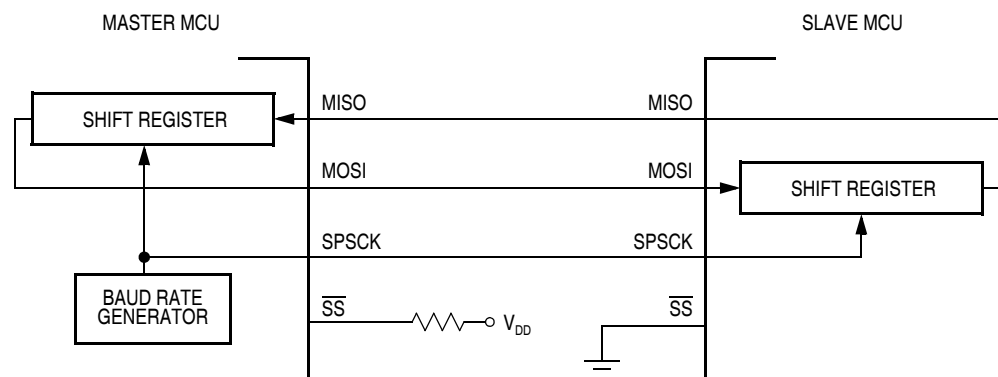 MASTER MCU
SLAVE MCU
SHIFT REGISTER
MISO
MISO
MOSI
MOSI
SHIFT REGISTER
SPSCK
SPSCK
BAUD RATE
GENERATOR
SS
VDD
SS